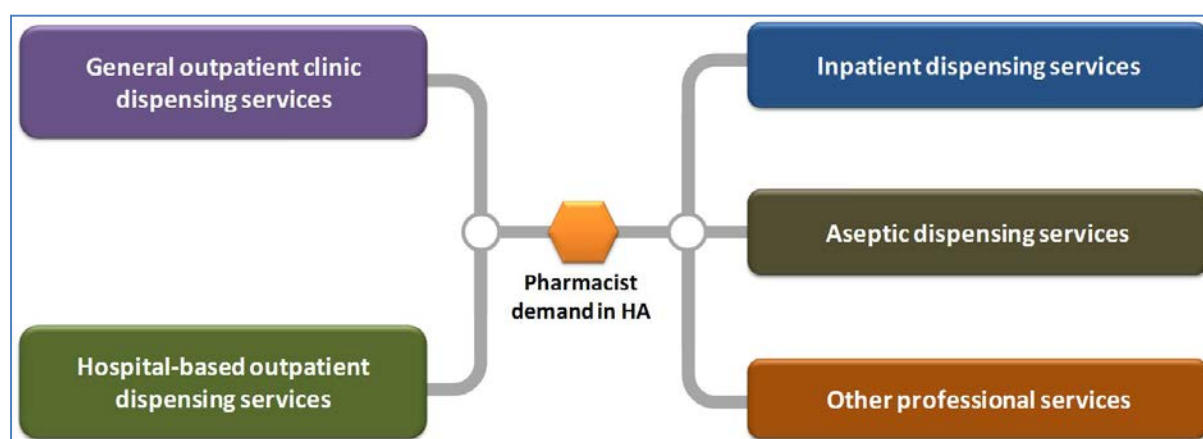 General outpatient clinic
dispensing services
Hospital-based outpatient
dispensing services
Pharmacist
demand in HA
Inpatient dispensing services
Aseptic dispensing services
Other professional services